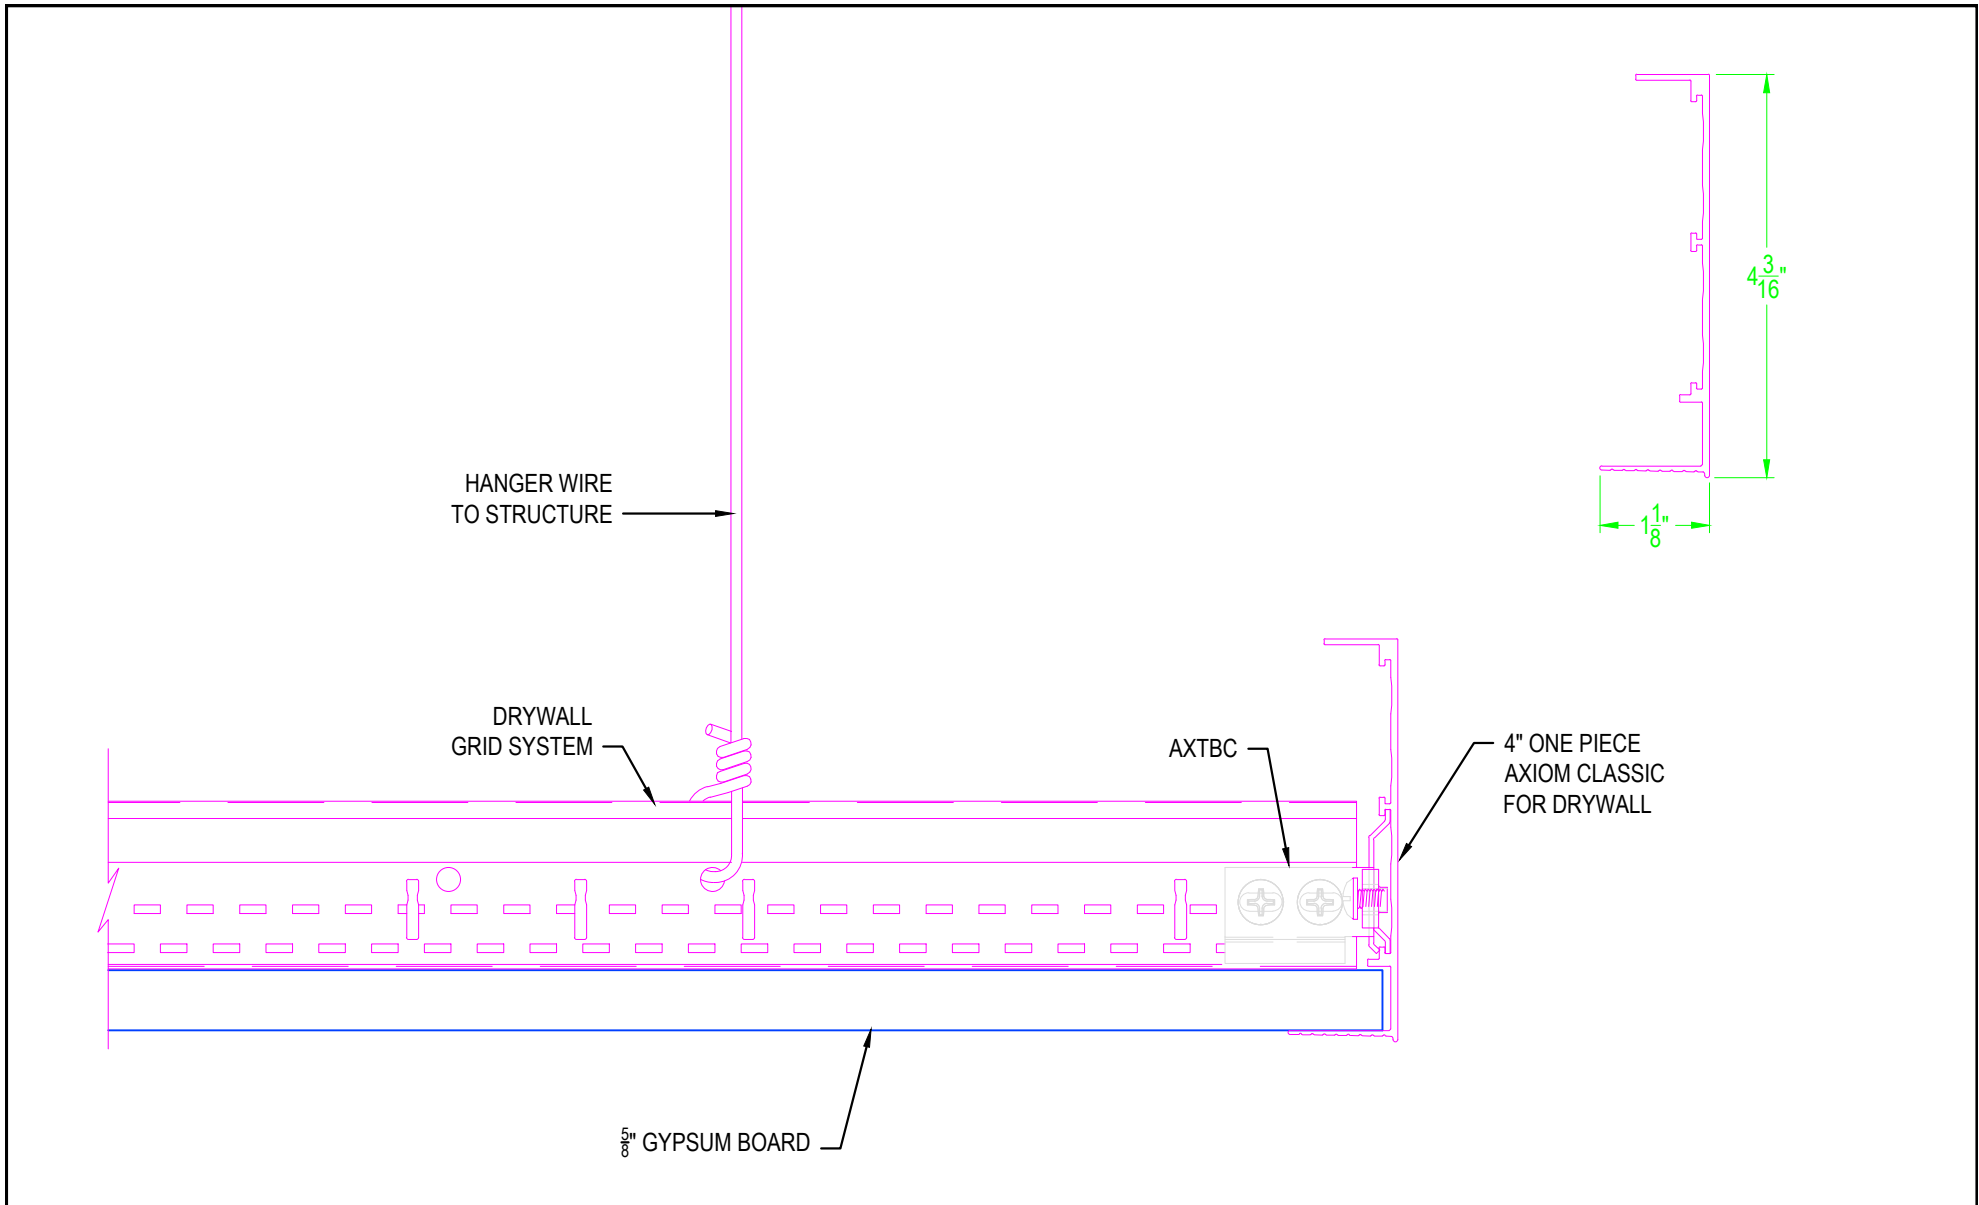 4 3/16"
1 1/8"
HANGER WIRE
TO STRUCTURE
DRYWALL
GRID SYSTEM
AXTBC
4" ONE PIECE
AXIOM CLASSIC
FOR DRYWALL
5/8" GYPSUM BOARD